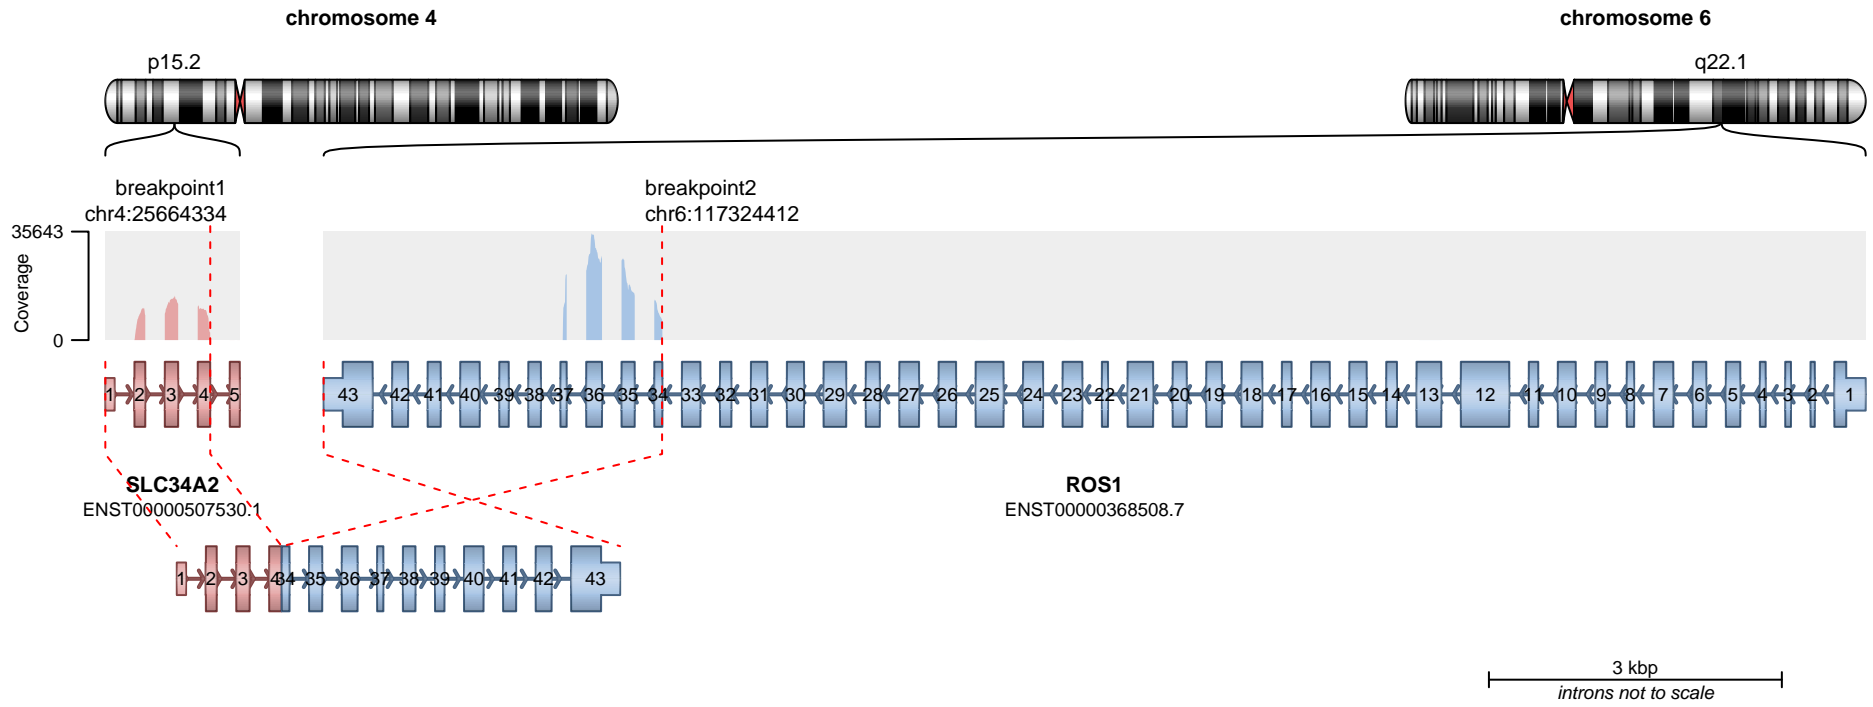 chromosome 4
chromosome 6
p15.2
q22.1
breakpoint1
chr4:25664334
breakpoint2
chr6:117324412
35643
Coverage
0
1 2 3 4 5
43 42 41 40 39 38 37 36 35 34 33 32 31 30 29 28 27 26 25 24 23 22 21 20 19 18 17 16 15 14 13 12 11 10 9 8 7 6 5 4 3 2 1
SLC34A2
ENST00000507530.1
ROS1
ENST00000368508.7
1 2 3 4 34 35 36 37 38 39 40 41 42 43
3 kbp
introns not to scale